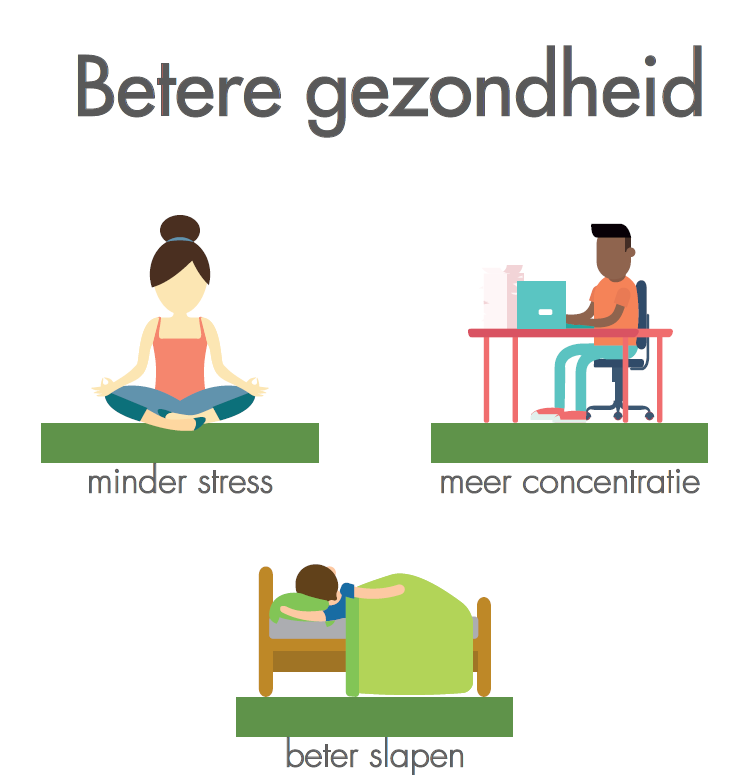 Betere gezondheid
minder stress
meer concentratie
beter slapen